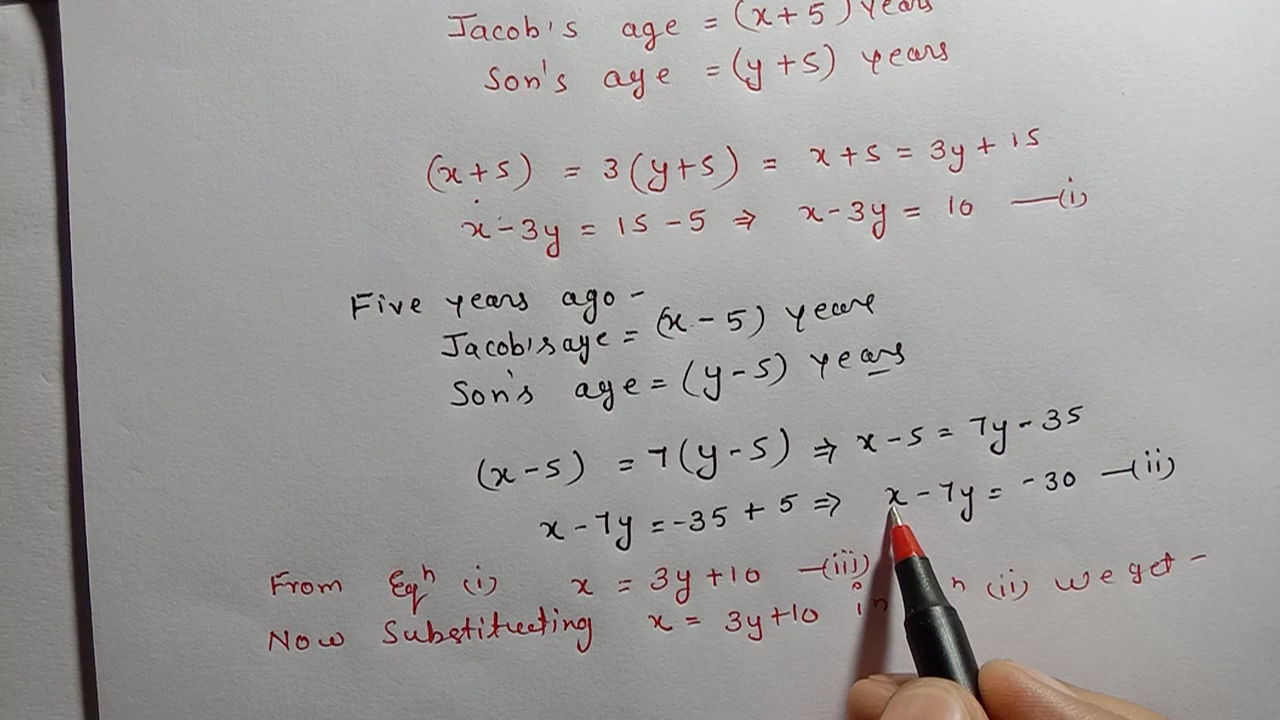 Jacob's age = (x+5) years
Son's age = (y+5) years
(x+5) = 3(y+5) = x+5 = 3y+15
x-3y = 15-5 ⇒ x-3y = 10 —(i)
Five years ago -
Jacob's age = (x-5) years
Son's age = (y-5) years
(x-5) = 7(y-5) ⇒ x-5 = 7y-35
x-7y = -35+5 ⇒ x-7y = -30 —(ii)
From Eqⁿ (i) x = 3y+10 —(iii)
Now Substituting x = 3y+10 in n (ii) we get -